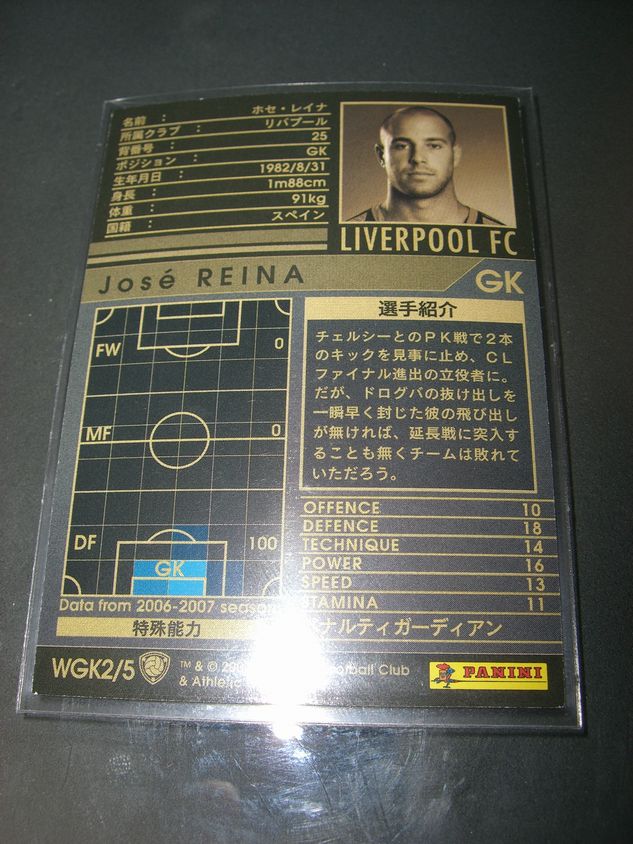 名前 : ホセ・レイナ
所属クラブ : リバプール
背番号 : 25
ポジション : GK
生年月日 : 1982/8/31
身長 : 1m88cm
体重 : 91kg
国籍 : スペイン
LIVERPOOL FC
José REINA
GK
FW 0
MF 0
DF 100
GK
Data from 2006-2007 season
選手紹介
チェルシーとのPK戦で2本
のキックを見事に止め、CL
ファイナル進出の立役者に。
だが、ドログバの抜け出しを
一瞬早く封じた彼の飛び出し
が無ければ、延長戦に突入す
ることも無くチームは敗れて
いただろう。
OFFENCE 10
DEFENCE 18
TECHNIQUE 14
POWER 16
SPEED 13
STAMINA 11
特殊能力
ナルティガーディアン
WGK2/5
™ & © Football Club
& Athletic
PANINI